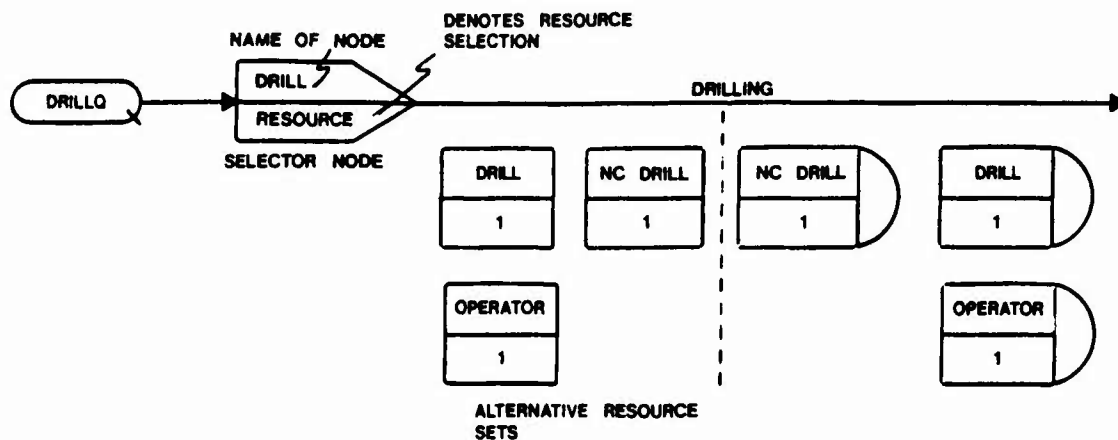 DENOTES RESOURCE
SELECTION
NAME OF NODE
DRILLQ
DRILL
RESOURCE
DRILLING
SELECTOR NODE
DRILL
1
NC DRILL
1
NC DRILL
1
DRILL
1
OPERATOR
1
OPERATOR
1
ALTERNATIVE RESOURCE
SETS